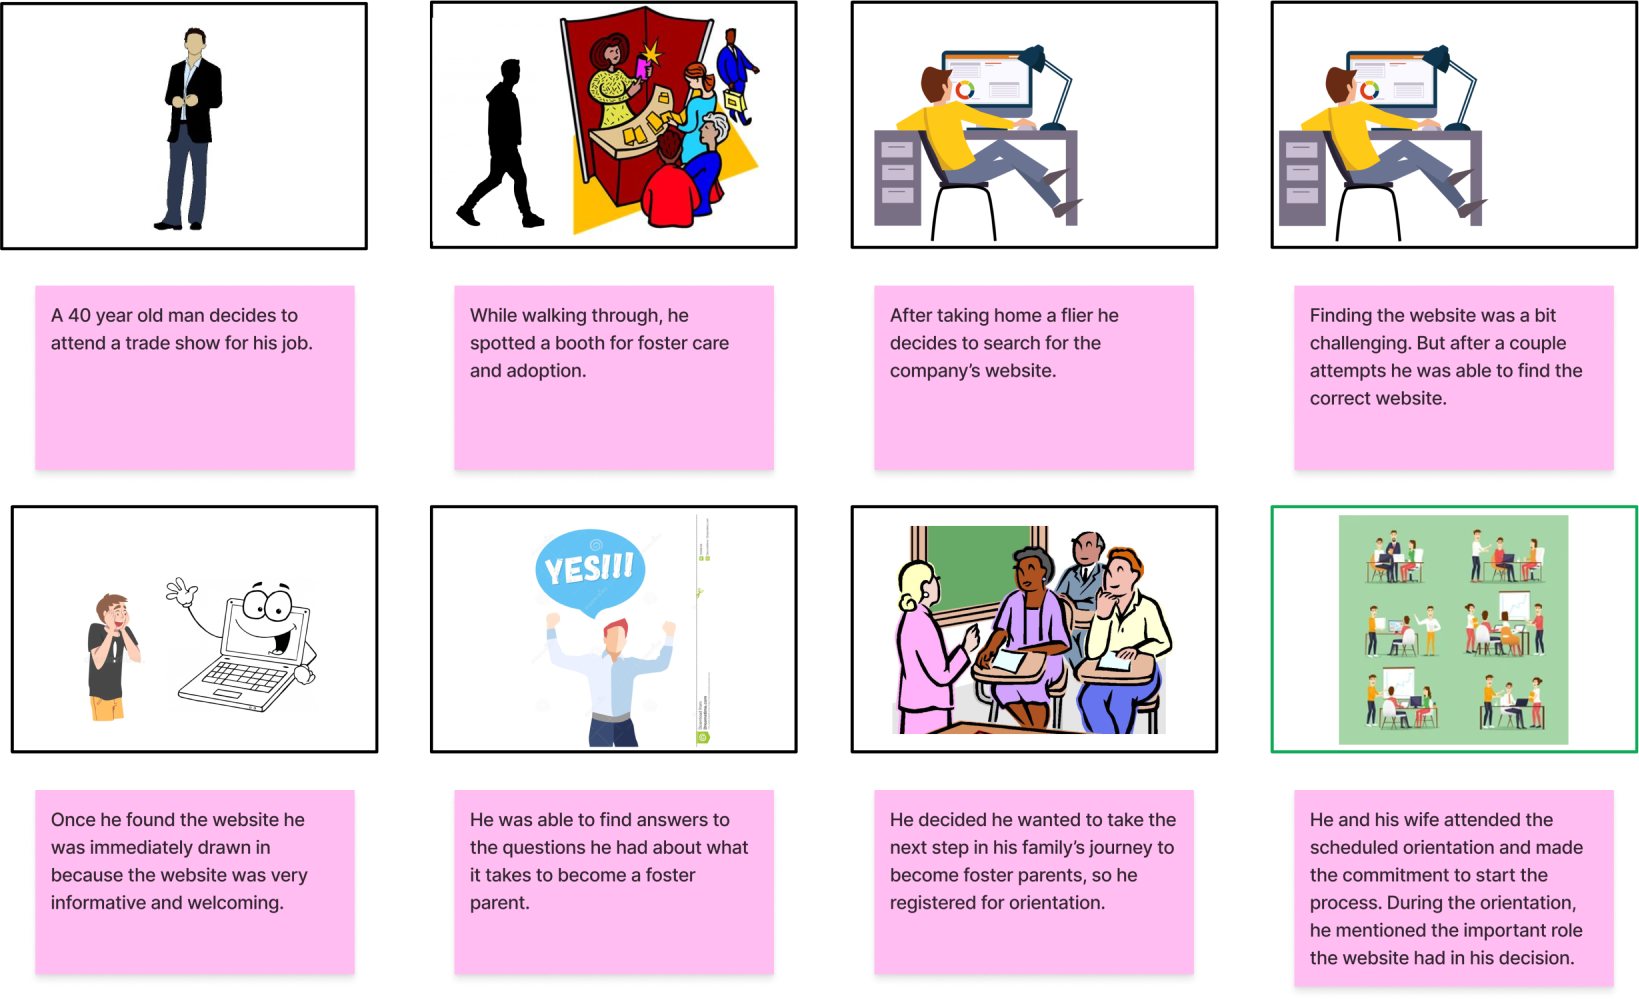 A 40 year old man decides to
attend a trade show for his job.
While walking through, he
spotted a booth for foster care
and adoption.
After taking home a flier he
decides to search for the
company’s website.
Finding the website was a bit
challenging. But after a couple
attempts he was able to find the
correct website.
YES!!!
Once he found the website he
was immediately drawn in
because the website was very
informative and welcoming.
He was able to find answers to
the questions he had about what
it takes to become a foster
parent.
He decided he wanted to take the
next step in his family’s journey to
become foster parents, so he
registered for orientation.
He and his wife attended the
scheduled orientation and made
the commitment to start the
process. During the orientation,
he mentioned the important role
the website had in his decision.